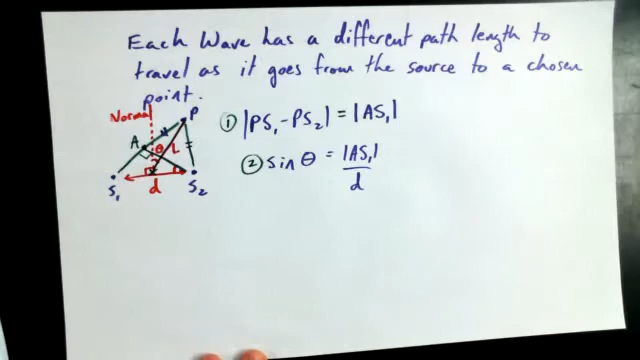 Each Wave has a different path length to
travel as it goes from the source to a chosen
point.
Normal
P
① |PS₁-PS₂| = |AS₁|
A
θ
L
② sin θ = |AS₁|
d
S₁
d
S₂